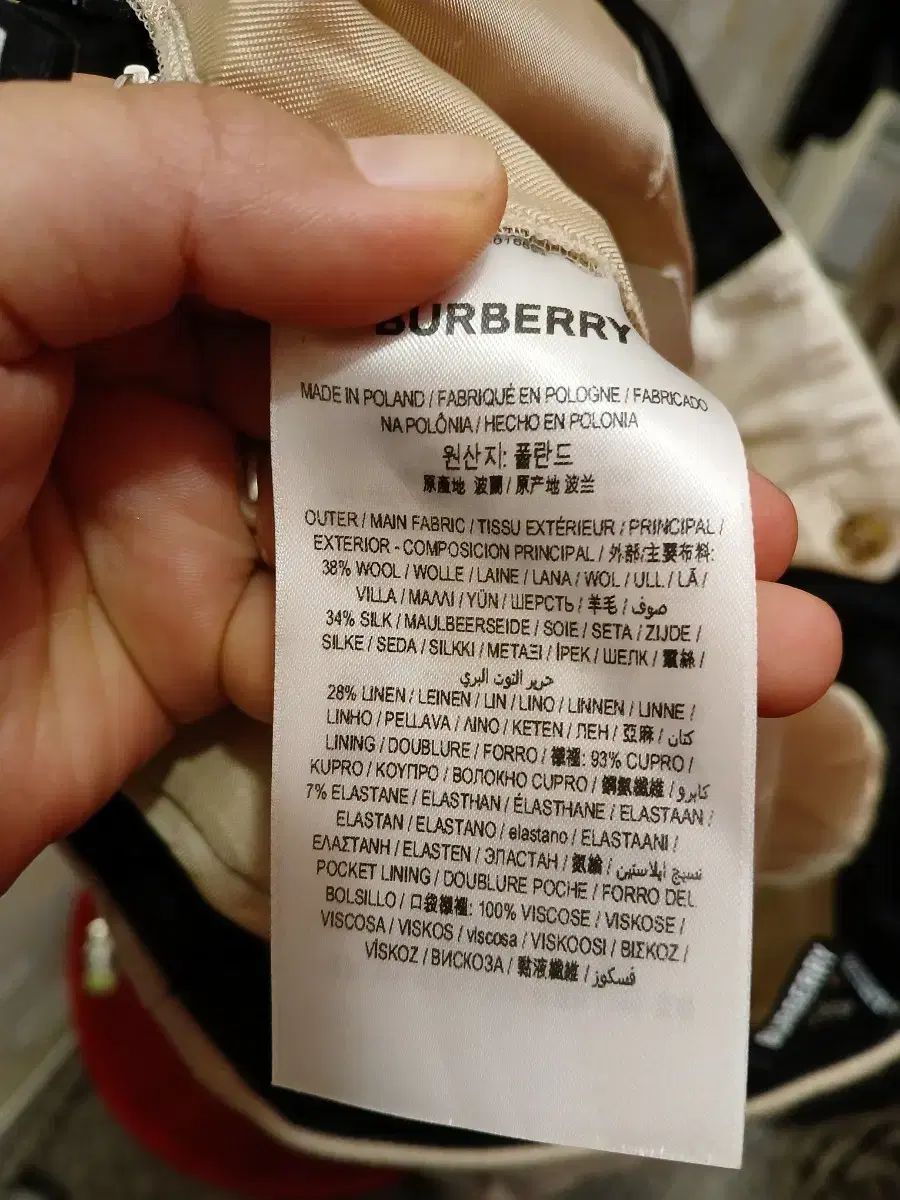 BURBERRY
MADE IN POLAND / FABRIQUÉ EN POLOGNE / FABRICADO
NA POLÔNIA / HECHO EN POLONIA
원산지: 폴란드
原產地 波蘭 / 原产地 波兰
OUTER / MAIN FABRIC / TISSU EXTÉRIEUR / PRINCIPAL /
EXTERIOR - COMPOSICION PRINCIPAL / 外部/主要布料:
38% WOOL / WOLLE / LAINE / LANA / WOL / ULL / LÃ /
VILLA / ΜΑΛΛΙ / YÜN / ШЕРСТЬ / 羊毛 / صوف
34% SILK / MAULBEERSEIDE / SOIE / SETA / ZIJDE /
SILKE / SEDA / SILKKI / ΜΕΤΑΞΙ / İPEK / ШЕЛК / 蠶絲 /
حرير التوت البري
28% LINEN / LEINEN / LIN / LINO / LINNEN / LINNE /
LINHO / PELLAVA / ΛΙΝΟ / KETEN / ЛЕН / 亞麻 / كتان
LINING / DOUBLURE / FORRO / 襯裡: 93% CUPRO /
KUPRO / ΚΟΥΠΡΟ / ВОЛОКНО CUPRO / 銅氨纖維 / كابرو
7% ELASTANE / ELASTHAN / ÉLASTHANE / ELASTAAN /
ELASTAN / ELASTANO / elastano / ELASTAANI /
ΕΛΑΣΤΑΝΗ / ELASTEN / ЭЛАСТАН / 氨綸 / نسيج ايلاستين
POCKET LINING / DOUBLURE POCHE / FORRO DEL
BOLSILLO / 口袋襯裡: 100% VISCOSE / VISKOSE /
VISCOSA / VISKOS / viscosa / VISKOOSI / ΒΙΣΚΟΖ /
VİSKOZ / ВИСКОЗА / 黏液纖維 / فسكوز
BURBERRY